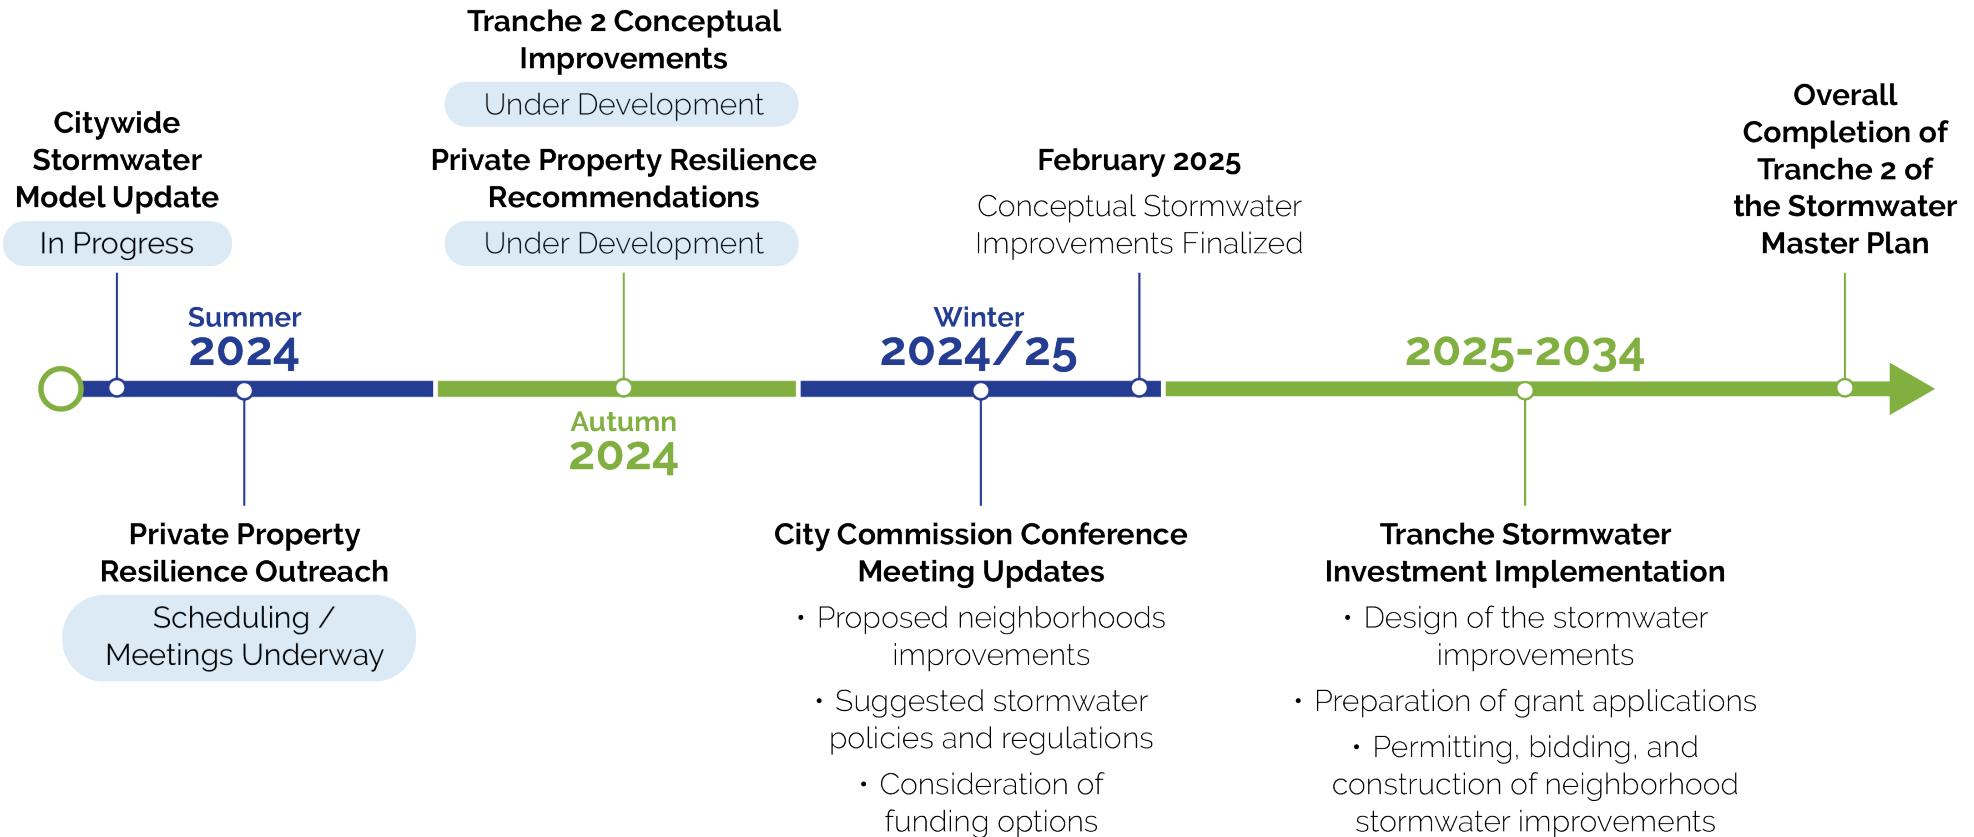 Citywide
Stormwater
Model Update
In Progress
Summer
2024
Private Property
Resilience Outreach
Scheduling /
Meetings Underway
Tranche 2 Conceptual
Improvements
Under Development
Private Property Resilience
Recommendations
Under Development
Autumn
2024
Winter
2024/25
City Commission Conference
Meeting Updates
• Proposed neighborhoods
improvements
• Suggested stormwater
policies and regulations
• Consideration of
funding options
February 2025
Conceptual Stormwater
Improvements Finalized
2025-2034
Tranche Stormwater
Investment Implementation
• Design of the stormwater
improvements
• Preparation of grant applications
• Permitting, bidding, and
construction of neighborhood
stormwater improvements
Overall
Completion of
Tranche 2 of
the Stormwater
Master Plan